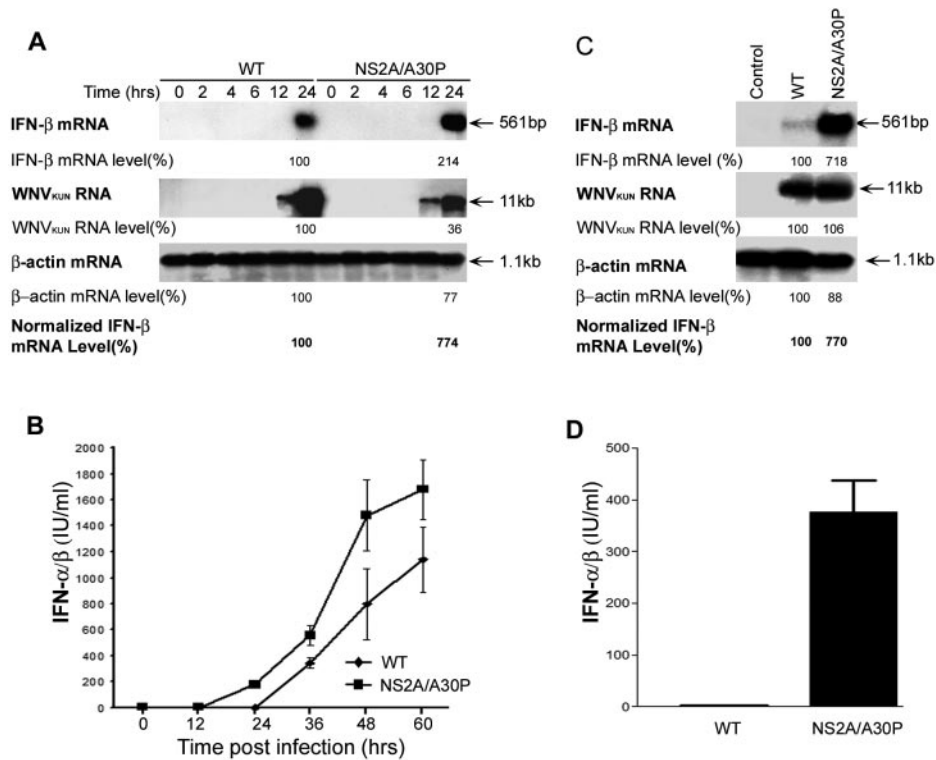 A
WT NS2A/A30P
Time (hrs) 0 2 4 6 12 24 0 2 4 6 12 24
IFN-β mRNA 561bp
IFN-β mRNA level(%) 100 214
WNVKUN RNA 11kb
WNVKUN RNA level(%) 100 36
β-actin mRNA 1.1kb
β–actin mRNA level(%) 100 77
Normalized IFN-β
mRNA Level(%) 100 774
C
Control WT NS2A/A30P
IFN-β mRNA 561bp
IFN-β mRNA level (%) 100 718
WNVKUN RNA 11kb
WNVKUN RNA level(%) 100 106
β-actin mRNA 1.1kb
β–actin mRNA level(%) 100 88
Normalized IFN-β
mRNA Level(%) 100 770
B
IFN-α/β (IU/ml)
2000
1800
1600
1400
1200
1000
800
600
400
200
0
WT
NS2A/A30P
0 12 24 36 48 60
Time post infection (hrs)
D
IFN-α/β (IU/ml)
500
400
300
200
100
0
WT NS2A/A30P